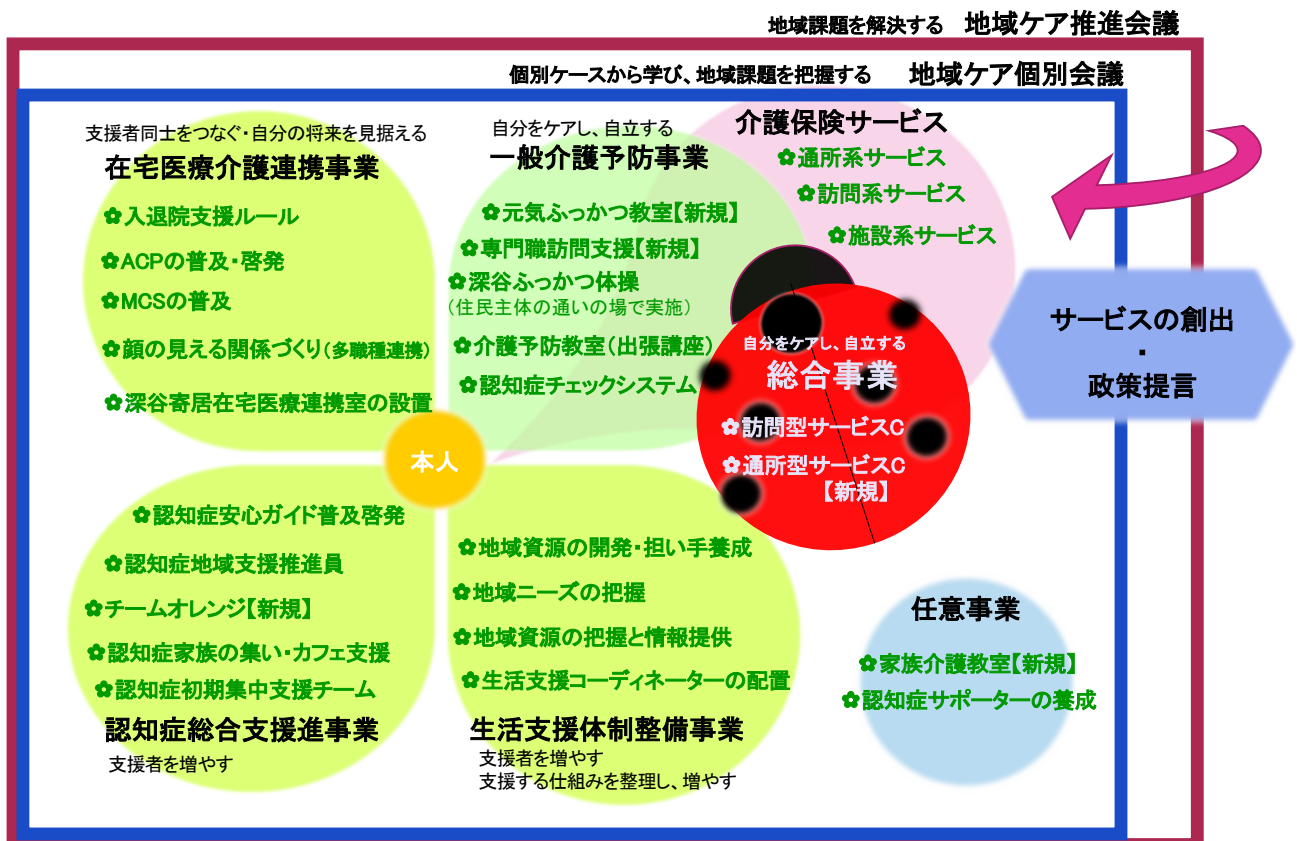 地域課題を解決する 地域ケア推進会議
個別ケースから学び、地域課題を把握する 地域ケア個別会議
支援者同士をつなぐ・自分の将来を見据える
在宅医療介護連携事業
✿入退院支援ルール
✿ACPの普及・啓発
✿MCSの普及
✿顔の見える関係づくり(多職種連携)
✿深谷寄居在宅医療連携室の設置
自分をケアし、自立する
一般介護予防事業
✿元気ふっかつ教室【新規】
✿専門職訪問支援【新規】
✿深谷ふっかつ体操
(住民主体の通いの場で実施)
✿介護予防教室(出張講座)
✿認知症チェックシステム
介護保険サービス
✿通所系サービス
✿訪問系サービス
✿施設系サービス
自分をケアし、自立する
総合事業
✿訪問型サービスC
✿通所型サービスC
【新規】
サービスの創出
・
政策提言
本人
✿認知症安心ガイド普及啓発
✿認知症地域支援推進員
✿チームオレンジ【新規】
✿認知症家族の集い・カフェ支援
✿認知症初期集中支援チーム
認知症総合支援進事業
支援者を増やす
✿地域資源の開発・担い手養成
✿地域ニーズの把握
✿地域資源の把握と情報提供
✿生活支援コーディネーターの配置
生活支援体制整備事業
支援者を増やす
支援する仕組みを整理し、増やす
任意事業
✿家族介護教室【新規】
✿認知症サポーターの養成